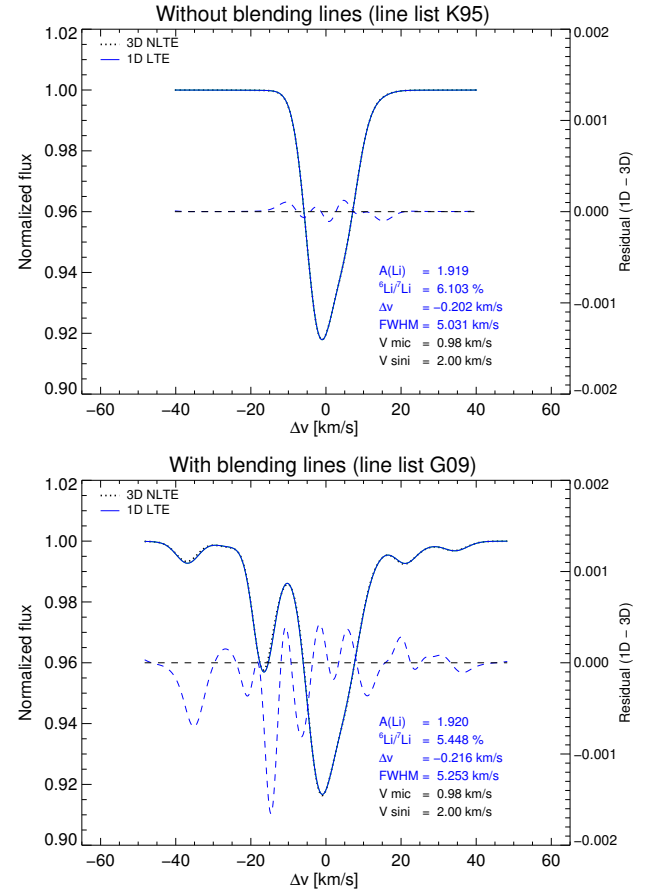 Without blending lines (line list K95)
1.02
1.00
0.98
0.96
0.94
0.92
0.90
Normalized flux
3D NLTE
1D LTE
0.002
0.001
0.000
−0.001
−0.002
Residual (1D − 3D)
A(Li) = 1.919
⁶Li/⁷Li = 6.103 %
Δv = −0.202 km/s
FWHM = 5.031 km/s
V mic = 0.98 km/s
V sini = 2.00 km/s
−60 −40 −20 0 20 40 60
Δv [km/s]
With blending lines (line list G09)
1.02
1.00
0.98
0.96
0.94
0.92
0.90
Normalized flux
3D NLTE
1D LTE
0.002
0.001
0.000
−0.001
−0.002
Residual (1D − 3D)
A(Li) = 1.920
⁶Li/⁷Li = 5.448 %
Δv = −0.216 km/s
FWHM = 5.253 km/s
V mic = 0.98 km/s
V sini = 2.00 km/s
−60 −40 −20 0 20 40 60
Δv [km/s]